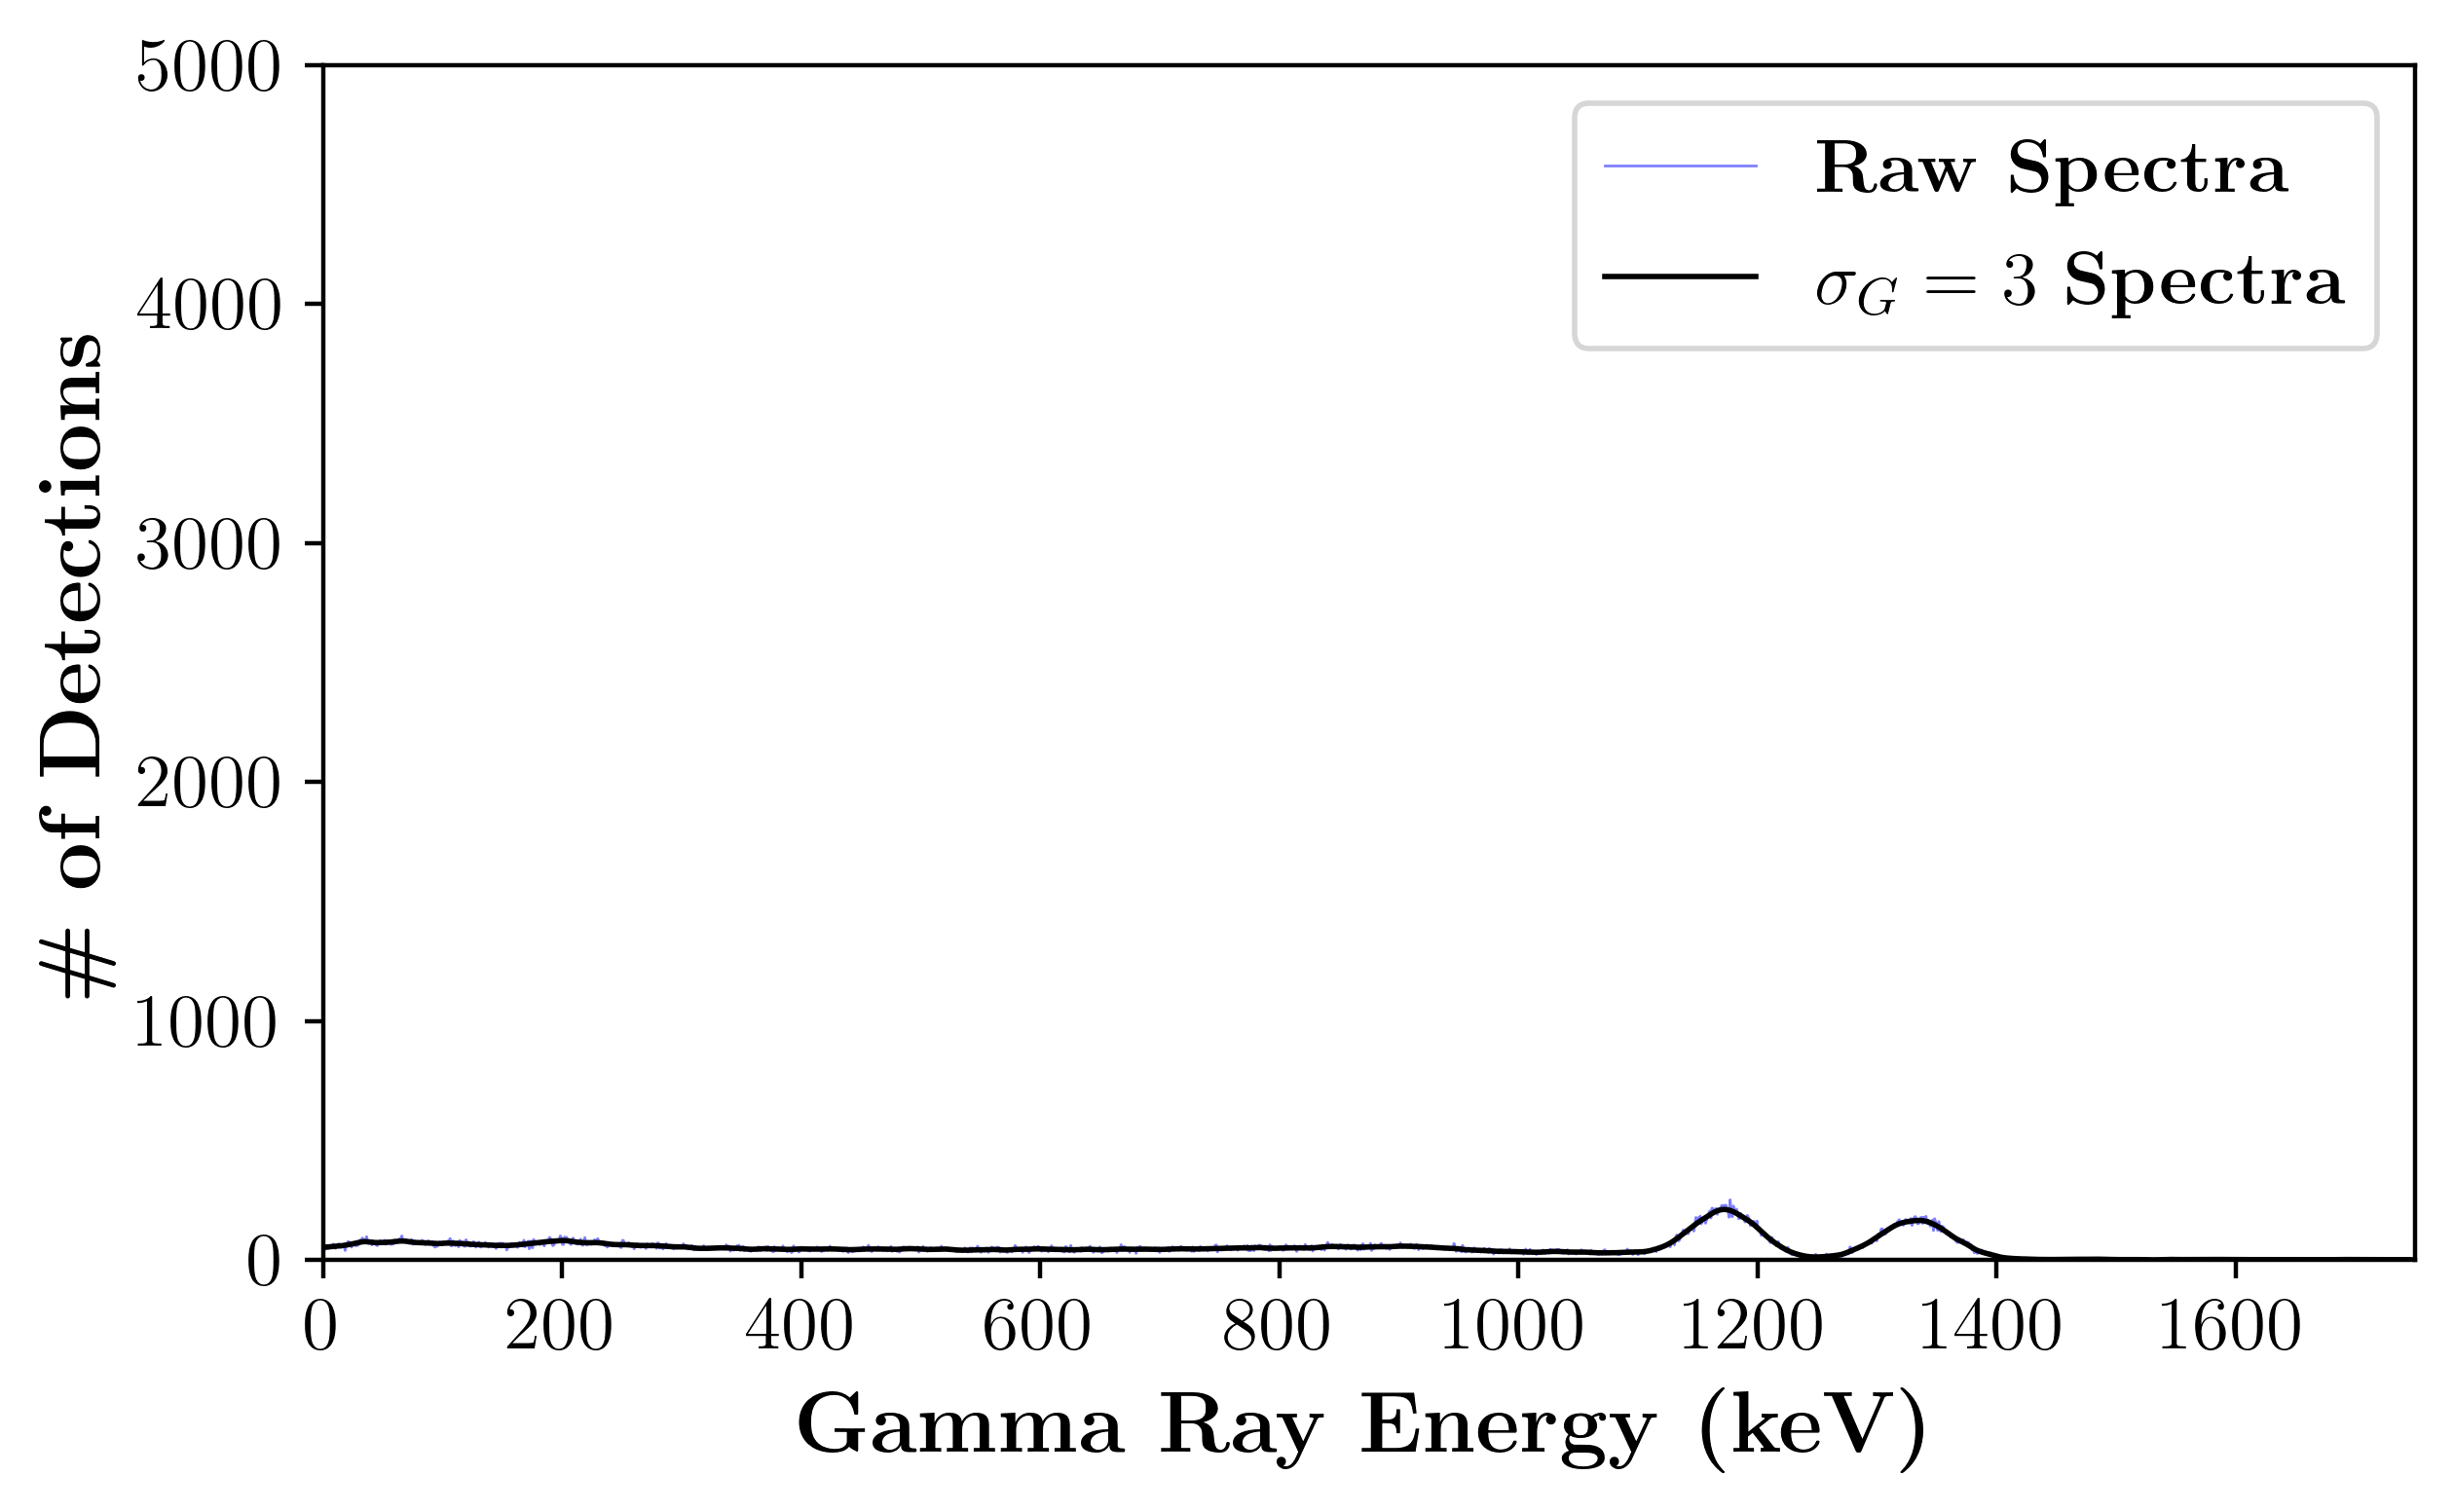 5000
4000
3000
2000
1000
0
# of Detections
Raw Spectra
σG = 3 Spectra
0 200 400 600 800 1000 1200 1400 1600
Gamma Ray Energy (keV)